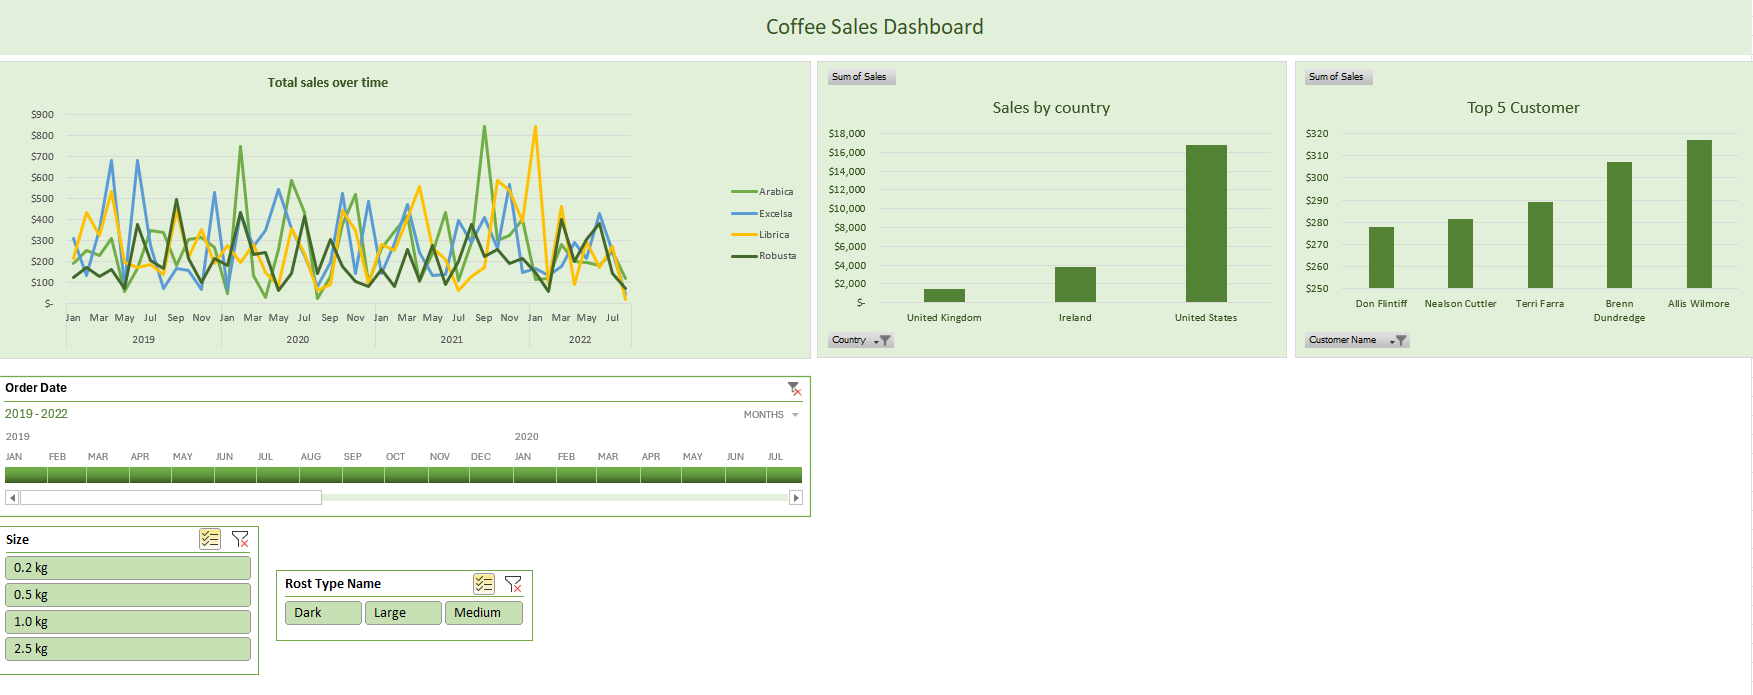 Coffee Sales Dashboard
Total sales over time
$900
$800
$700
$600
$500
$400
$300
$200
$100
$-
Jan Mar May Jul Sep Nov Jan Mar May Jul Sep Nov Jan Mar May Jul Sep Nov Jan Mar May Jul
2019 2020 2021 2022
Arabica
Excelsa
Librica
Robusta
Sum of Sales
Sales by country
$18,000
$16,000
$14,000
$12,000
$10,000
$8,000
$6,000
$4,000
$2,000
$-
United Kingdom Ireland United States
Country
Sum of Sales
Top 5 Customer
$320
$310
$300
$290
$280
$270
$260
$250
Don Flintiff Nealson Cuttler Terri Farra Brenn Dundredge Allis Wilmore
Customer Name
Order Date
2019 - 2022
MONTHS
2019 2020
JAN FEB MAR APR MAY JUN JUL AUG SEP OCT NOV DEC JAN FEB MAR APR MAY JUN JUL
Size
0.2 kg
0.5 kg
1.0 kg
2.5 kg
Rost Type Name
Dark Large Medium